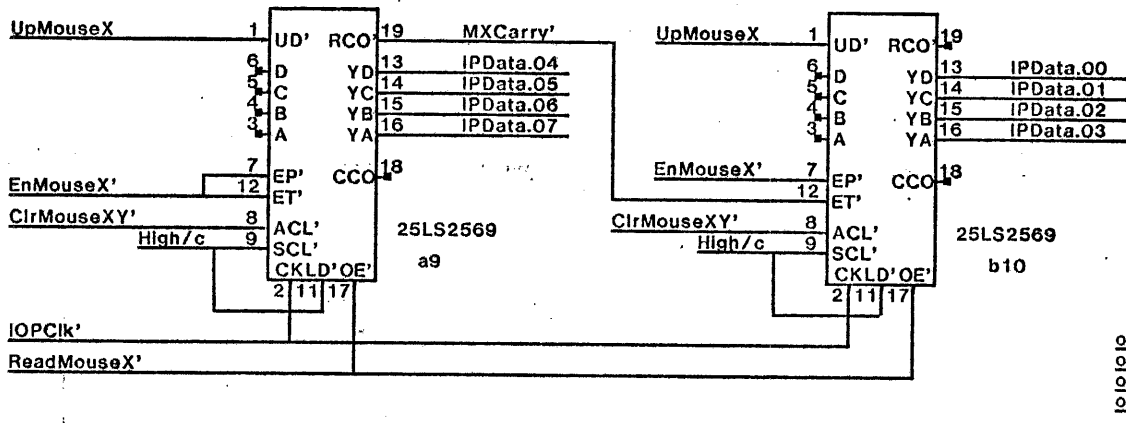 UpMouseX 1 UD' RCO' 19 MXCarry'
6 D YD 13 IPData.04
5 C YC 14 IPData.05
4 B YB 15 IPData.06
3 A YA 16 IPData.07
7 EP' CCO 18
EnMouseX' 12 ET'
ClrMouseXY' 8 ACL'
High/c 9 SCL'
25LS2569
a9
CK LD' OE'
2 11 17
IOPClk'
ReadMouseX'
UpMouseX 1 UD' RCO' 19
6 D YD 13 IPData.00
5 C YC 14 IPData.01
4 B YB 15 IPData.02
3 A YA 16 IPData.03
EnMouseX' 7 EP' CCO 18
12 ET'
ClrMouseXY' 8 ACL'
High/c 9 SCL'
25LS2569
b10
CK LD' OE'
2 11 17